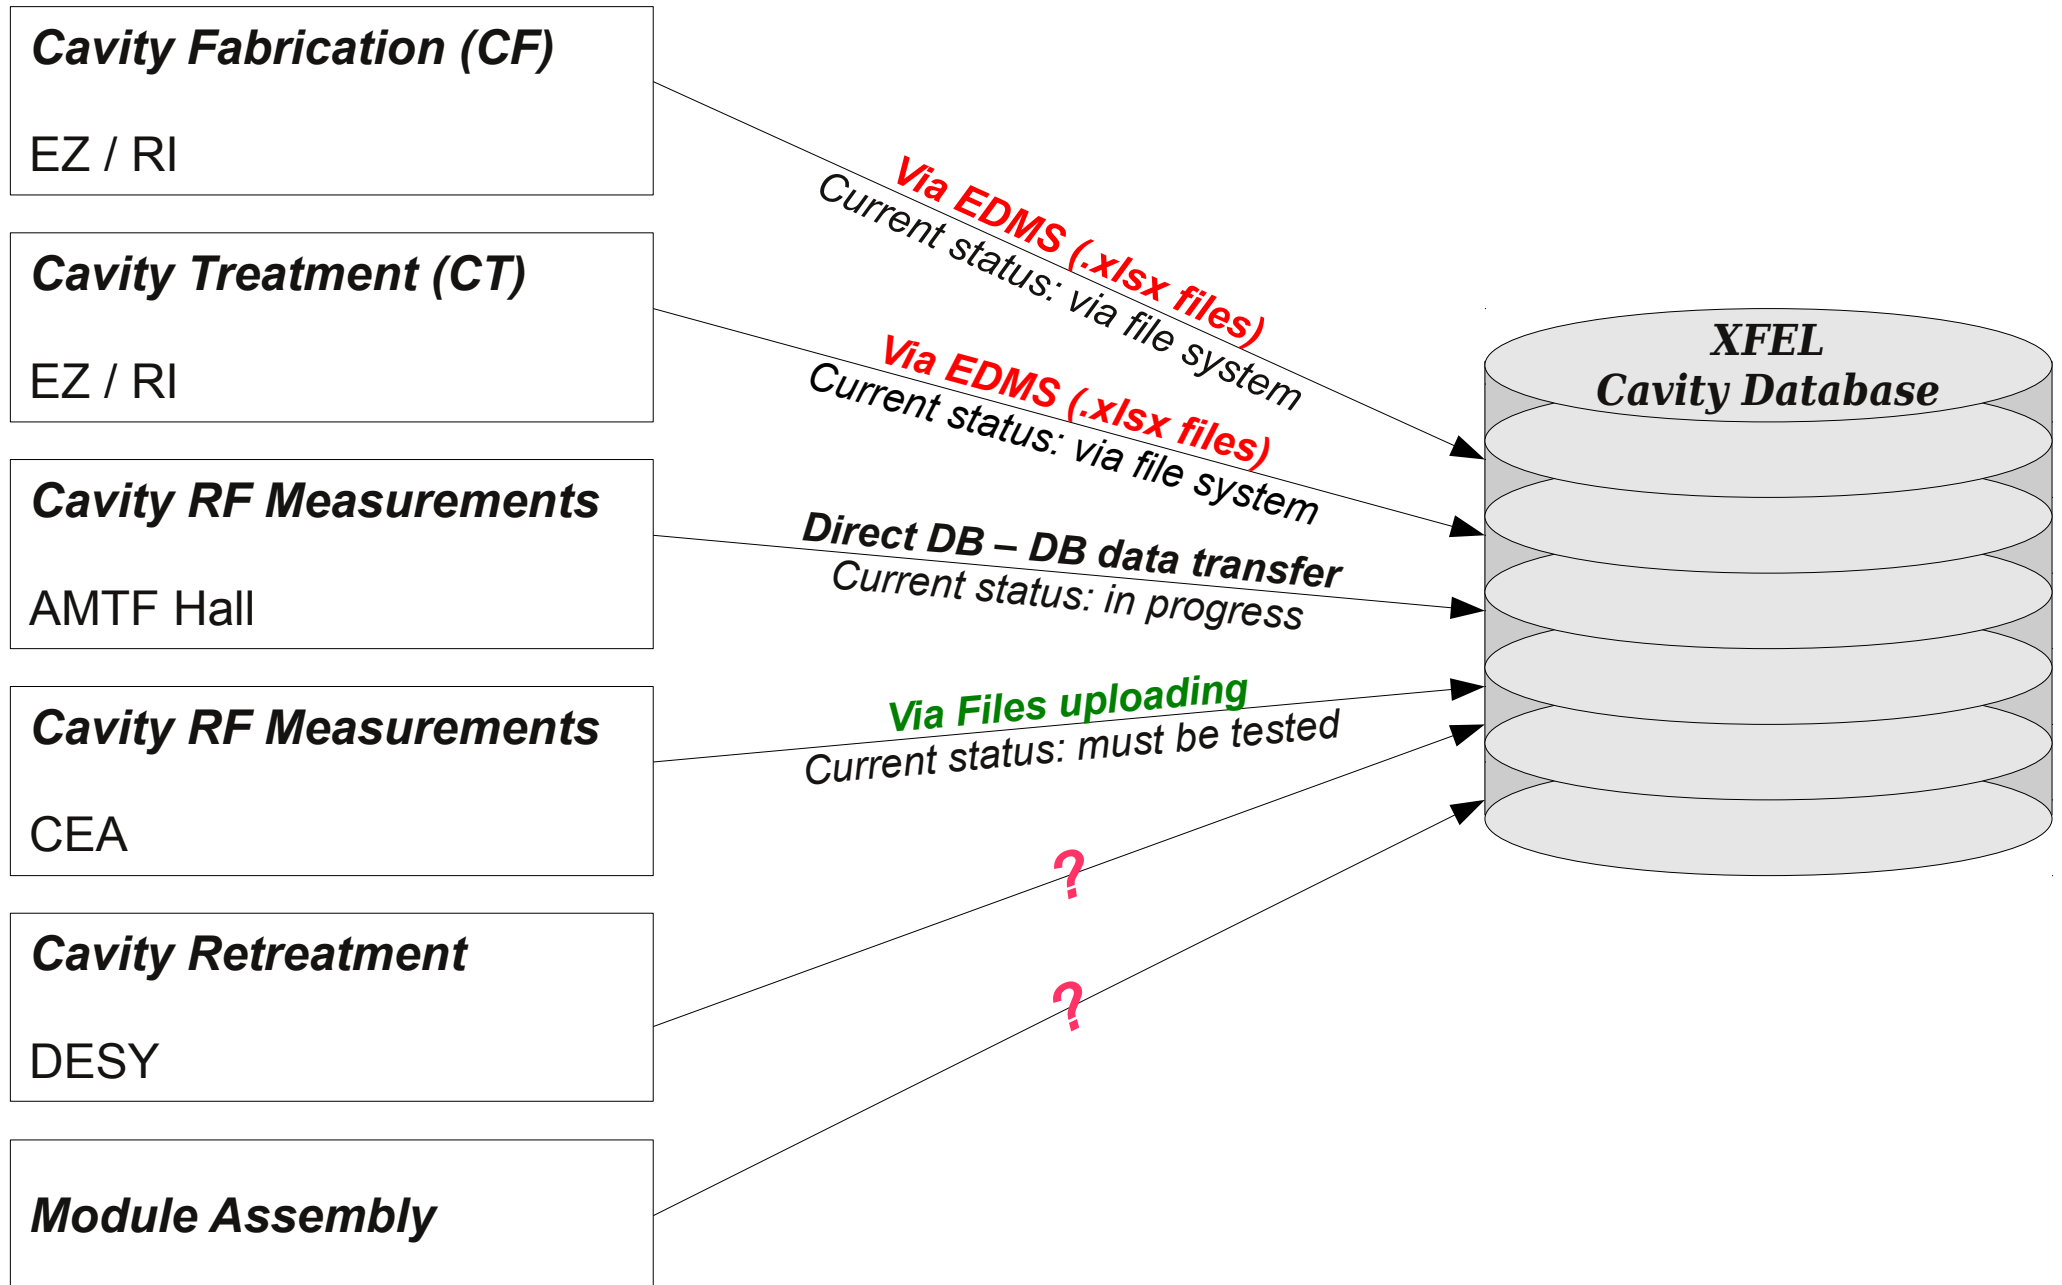 Cavity Fabrication (CF)
EZ / RI
Via EDMS (.xlsx files)
Current status: via file system
Cavity Treatment (CT)
EZ / RI
Via EDMS (.xlsx files)
Current status: via file system
Cavity RF Measurements
AMTF Hall
Direct DB – DB data transfer
Current status: in progress
Cavity RF Measurements
CEA
Via Files uploading
Current status: must be tested
Cavity Retreatment
DESY
?
Module Assembly
?
XFEL
Cavity Database